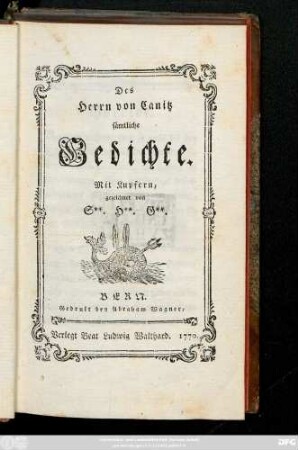 Des
Herrn von Canitz
sämtliche
Gedichte.
Mit Kupfern,
gezeichnet von
S**. H**. G**.
BERN.
Gedrukt bey Abraham Wagner,
Verlegt Beat Ludwig Walthard. 1772